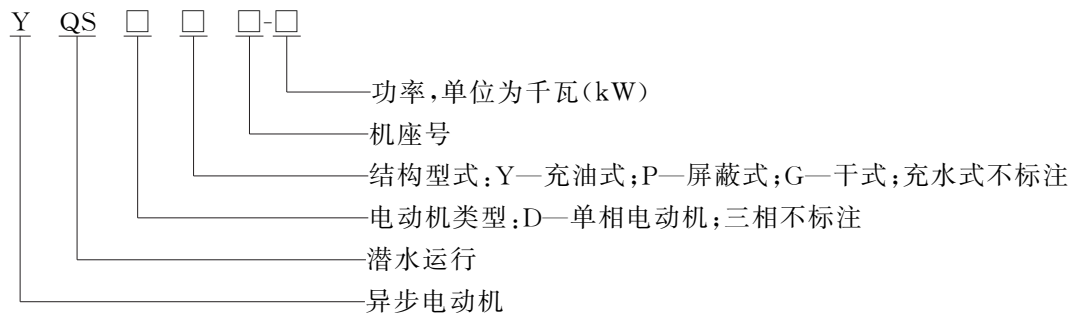 Y QS □ □ □-□
功率,单位为千瓦(kW)
机座号
结构型式:Y—充油式;P—屏蔽式;G—干式;充水式不标注
电动机类型:D—单相电动机;三相不标注
潜水运行
异步电动机